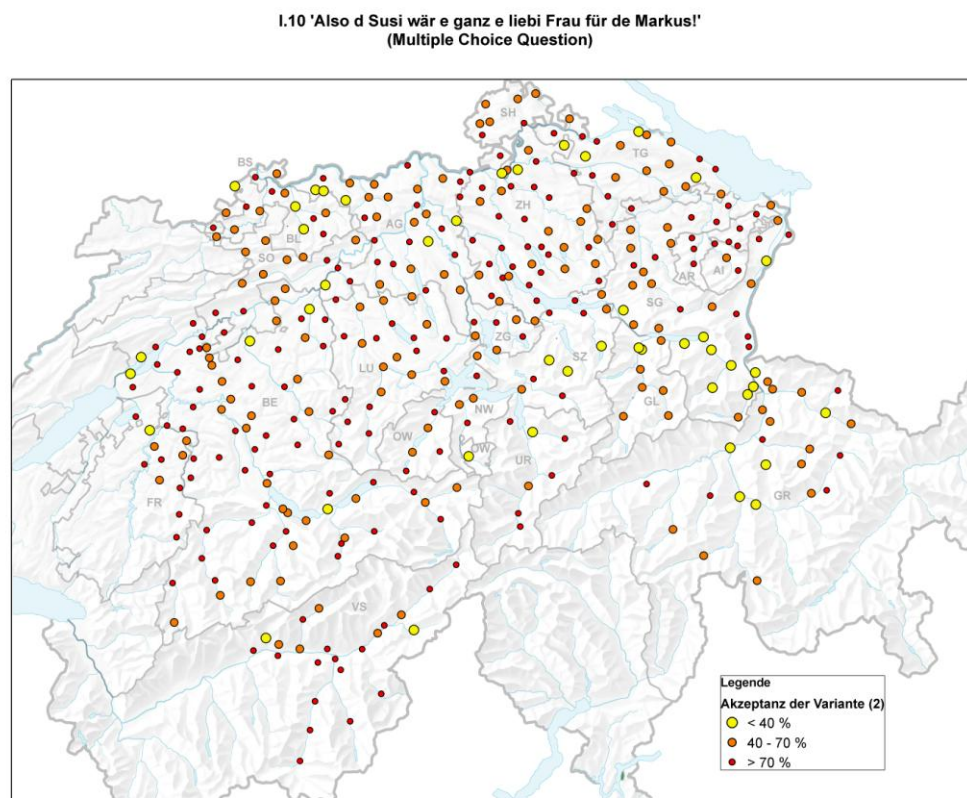 I.10 'Also d Susi wär e ganz e liebi Frau für de Markus!'
(Multiple Choice Question)
SH
BS
TG
ZH
AG
BL
SO
AR
AI
SG
ZG
LU
SZ
BE
GL
NW
OW
OW
UR
FR
GR
VS
Legende
Akzeptanz der Variante (2)
< 40 %
40 - 70 %
> 70 %